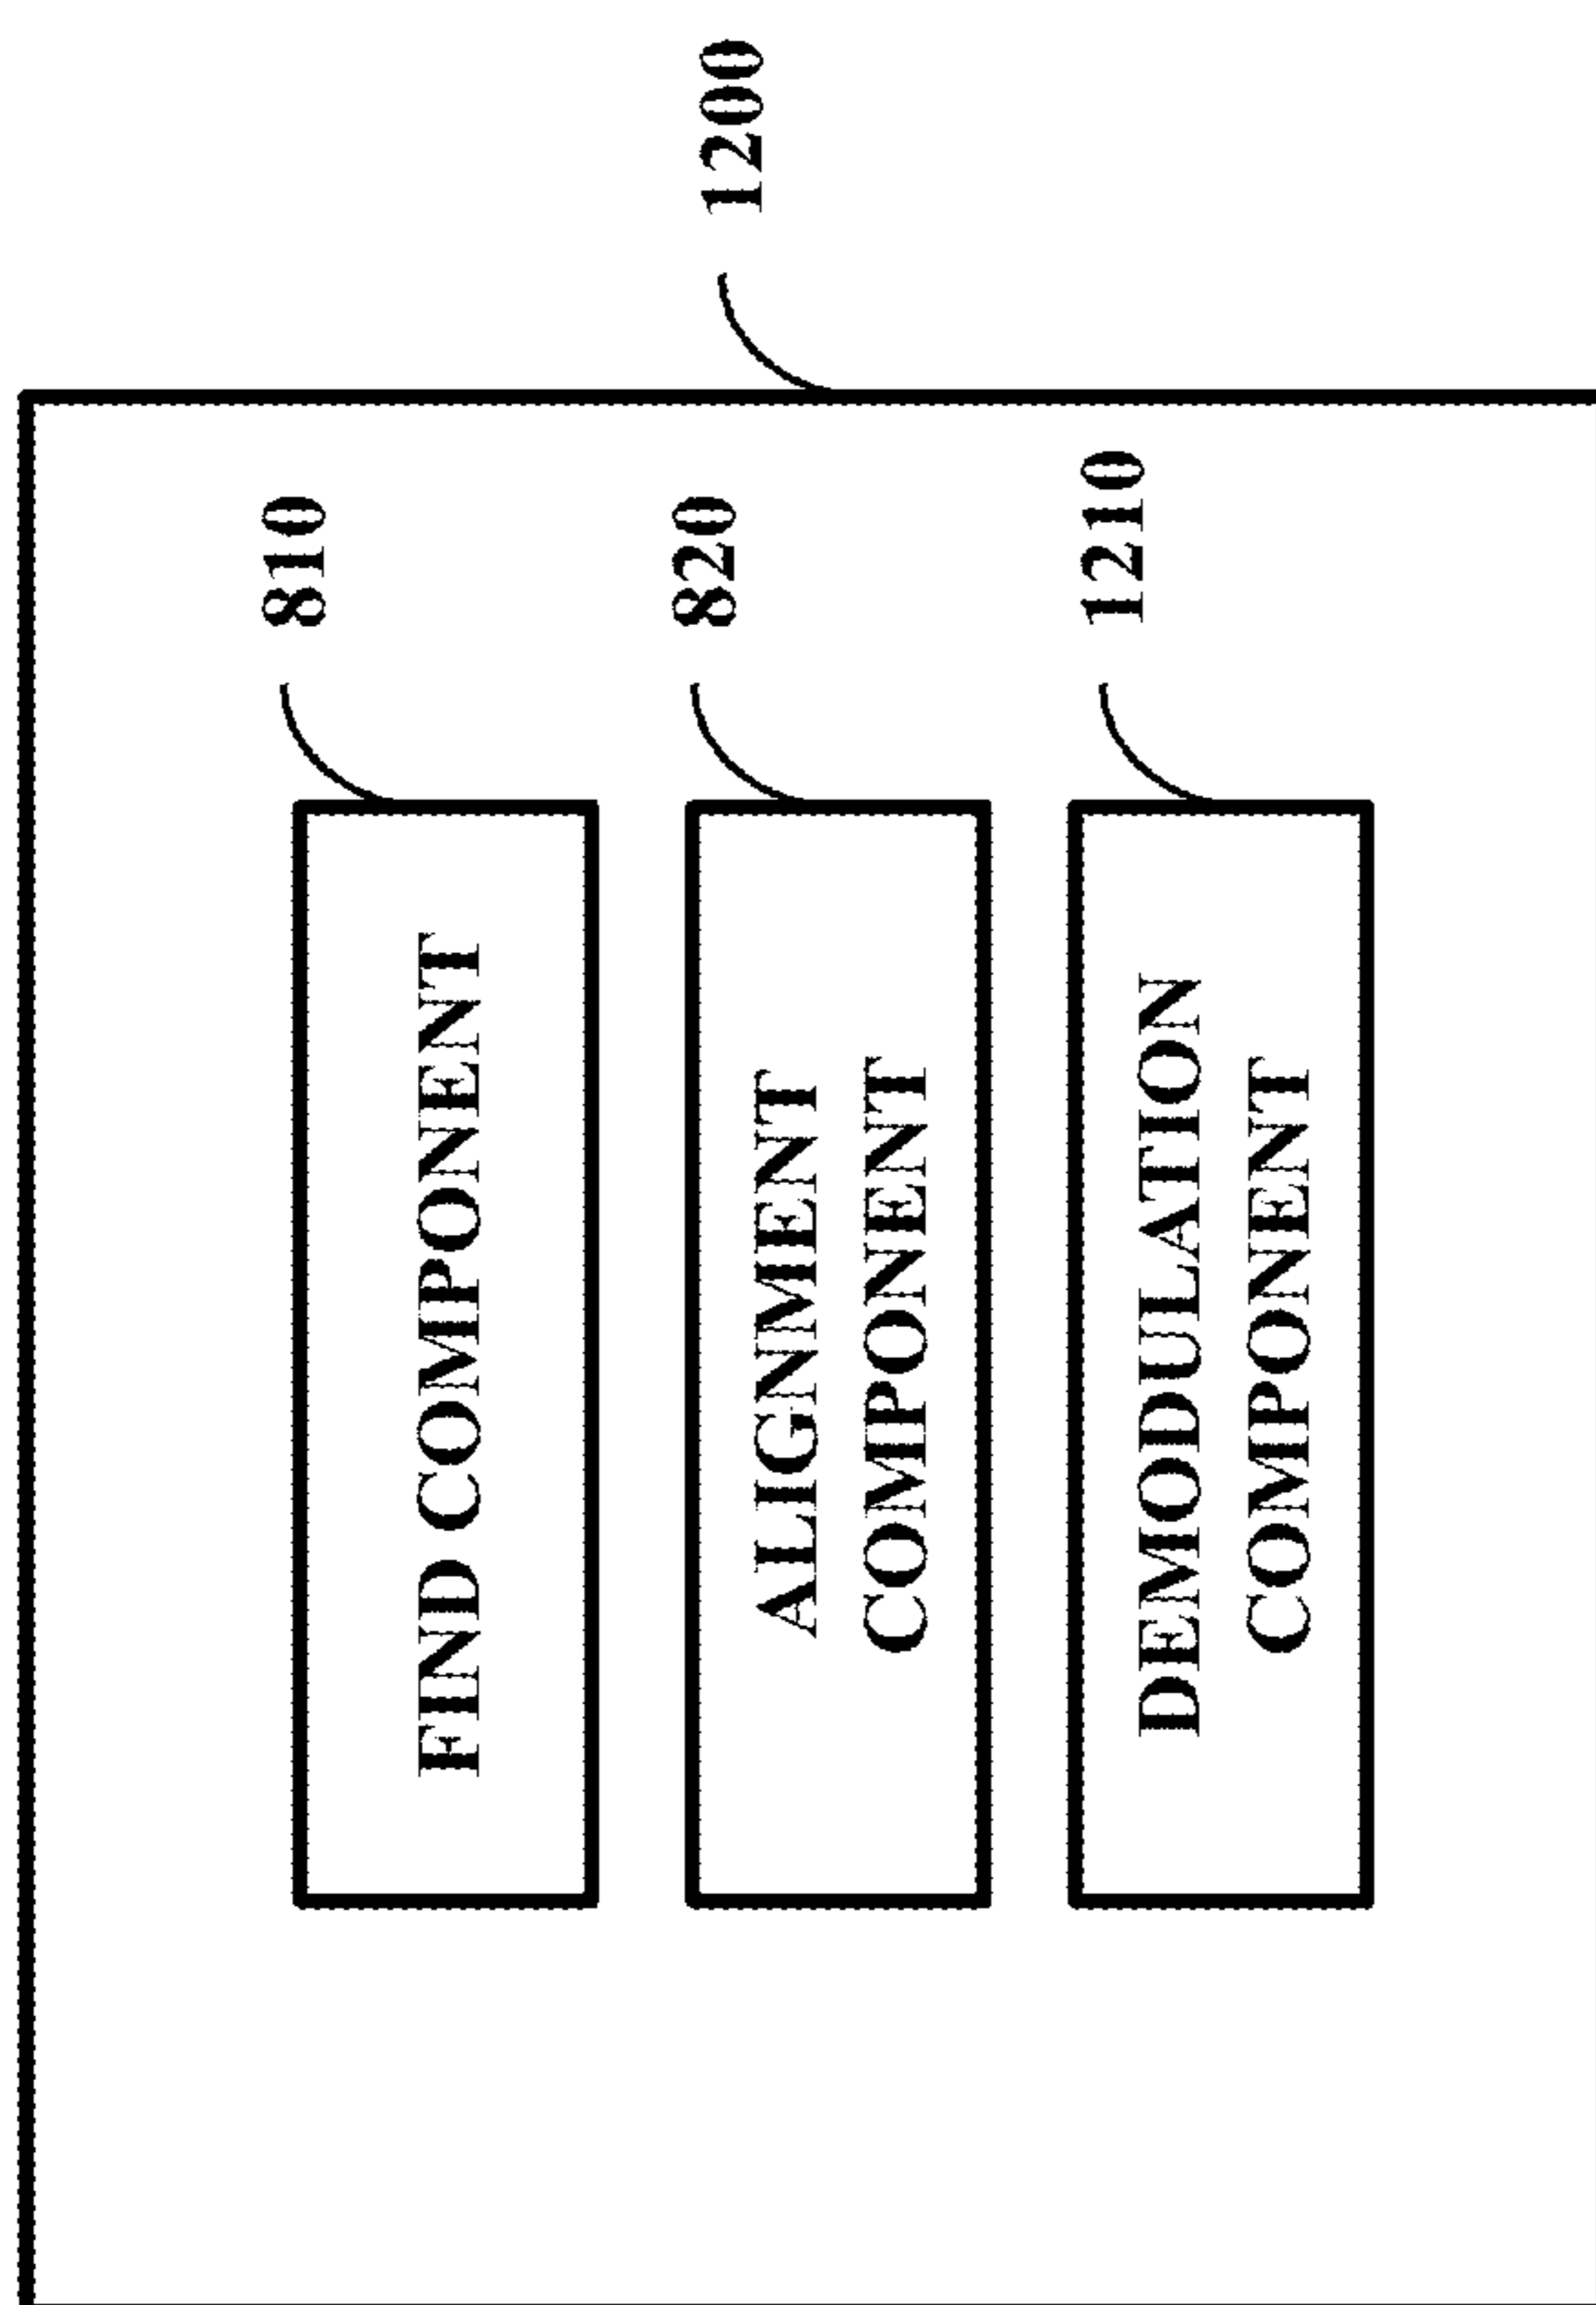 1200
810
FIND COMPONENT
820
ALIGNMENT
COMPONENT
1210
DEMODULATION
COMPONENT